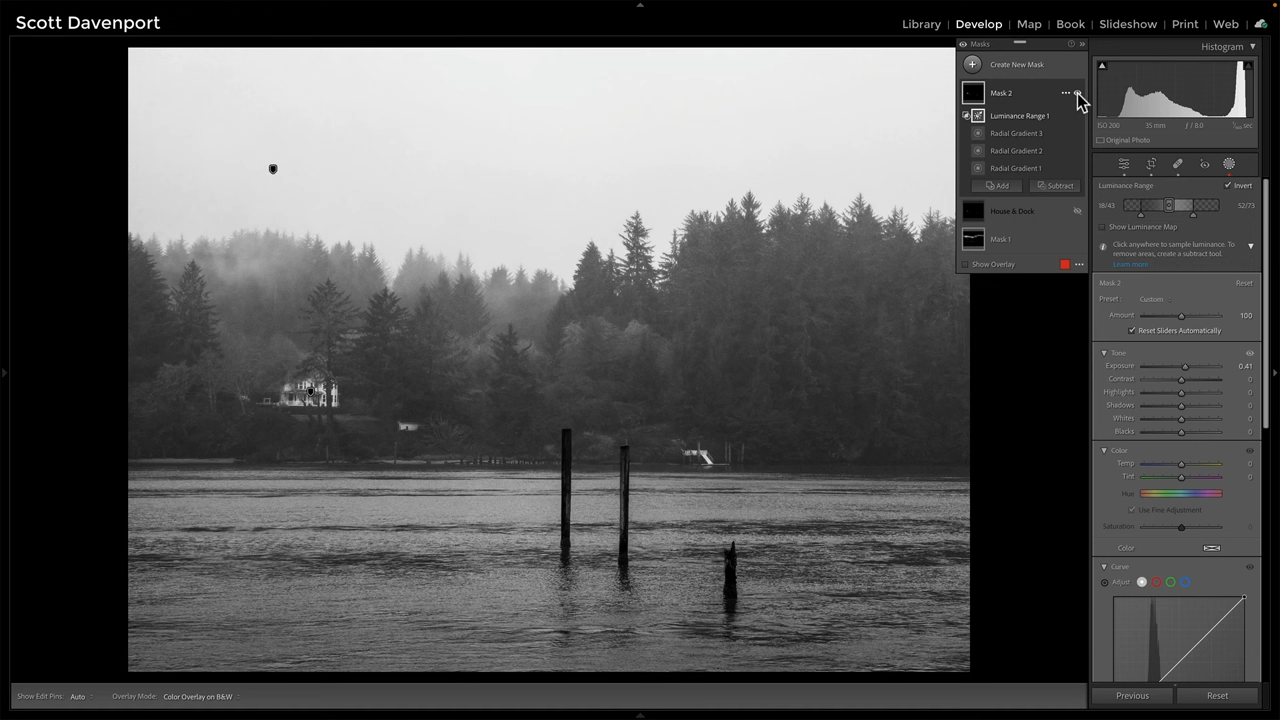 Scott Davenport
Library | Develop | Map | Book | Slideshow | Print | Web
Masks
Histogram
Create New Mask
Mask 2
Luminance Range 1
Radial Gradient 3
Radial Gradient 2
Radial Gradient 1
Add
Subtract
House & Dock
Mask 1
Show Overlay
ISO 200 35 mm ƒ / 8.0 sec
Original Photo
Luminance Range Invert
18/43 52/73
Show Luminance Map
Click anywhere to sample luminance. To
remove areas, create a subtract tool.
Learn more
Mask 2 Reset
Preset : Custom
Amount 100
Reset Sliders Automatically
Tone
Exposure 0.41
Contrast 0
Highlights 0
Shadows 0
Whites 0
Blacks 0
Color
Temp 0
Tint 0
Hue
Use Fine Adjustment
Saturation 0
Color
Curve
Adjust
Show Edit Pins: Auto
Overlay Mode: Color Overlay on B&W
Previous
Reset